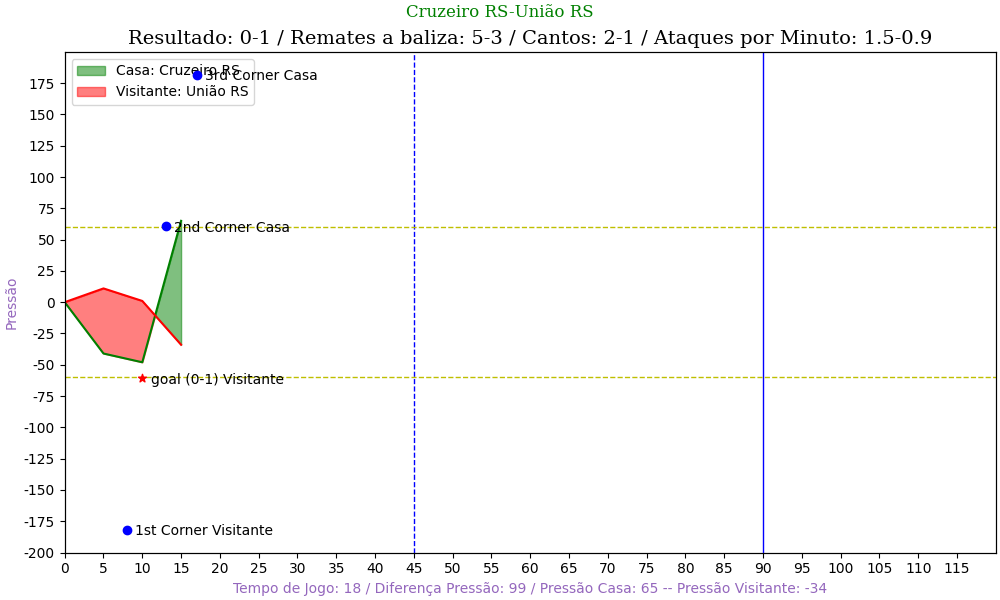 Cruzeiro RS-União RS
Resultado: 0-1 / Remates a baliza: 5-3 / Cantos: 2-1 / Ataques por Minuto: 1.5-0.9
Casa: Cruzeiro RS
Visitante: União RS
3rd Corner Casa
2nd Corner Casa
goal (0-1) Visitante
1st Corner Visitante
Pressão
175
150
125
100
75
50
25
0
-25
-50
-75
-100
-125
-150
-175
-200
0 5 10 15 20 25 30 35 40 45 50 55 60 65 70 75 80 85 90 95 100 105 110 115
Tempo de Jogo: 18 / Diferença Pressão: 99 / Pressão Casa: 65 -- Pressão Visitante: -34